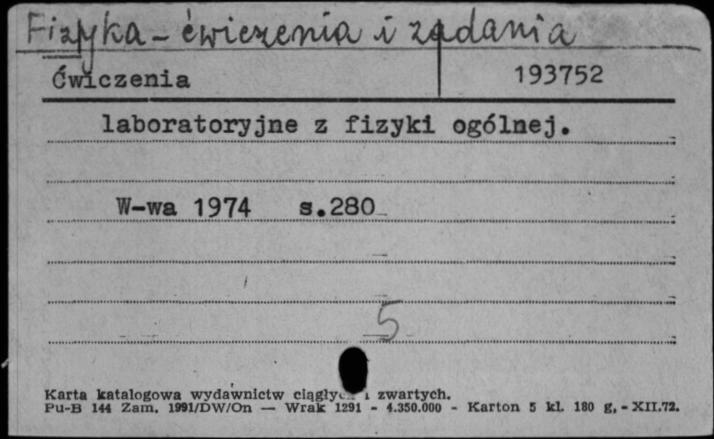 Fizyka - ćwiczenia i zadania
Ćwiczenia 193752
laboratoryjne z fizyki ogólnej.
W-wa 1974 s.280
5
Karta katalogowa wydawnictw ciągłych i zwartych.
Pu-B 144 Zam. 1991/DW/On — Wrak 1291 - 4.350.000 - Karton 5 kl. 180 g, - XII.72.